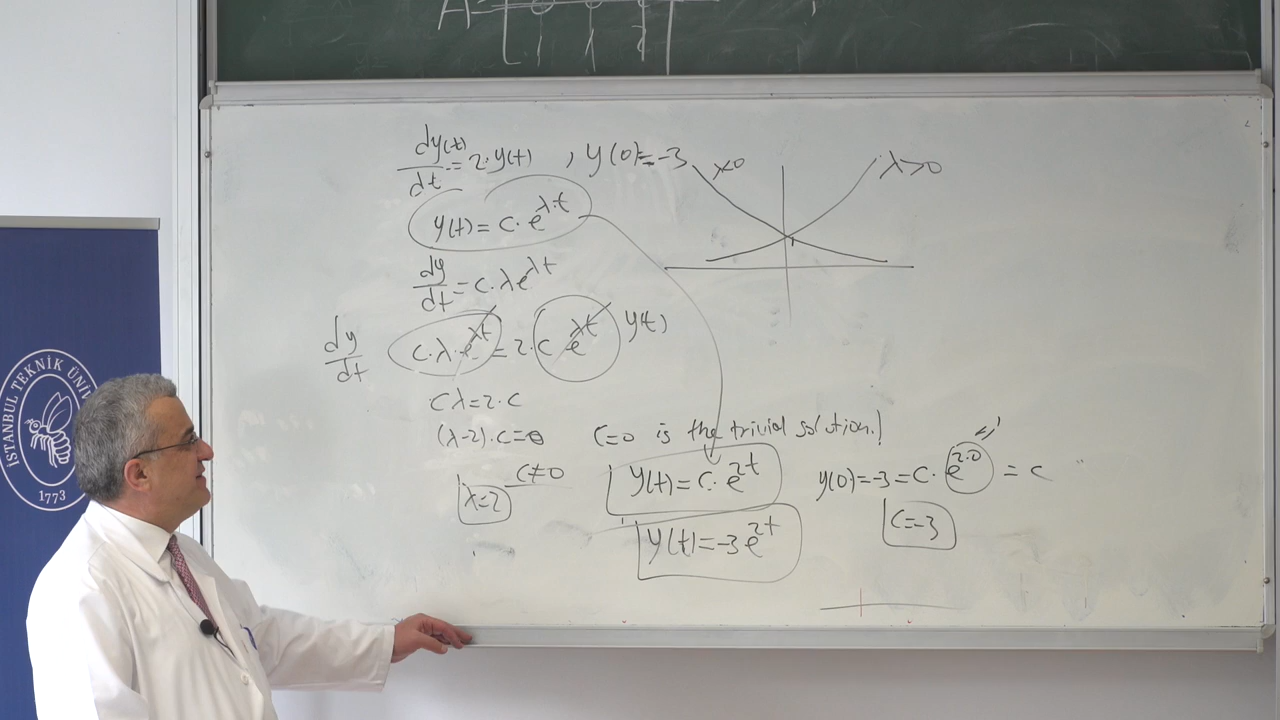 A=
dy(t)/dt = 2·y(t) , y(0)=-3
λ<0
λ>0
y(t) = c·e^{λ·t}
dy/dt = c·λe^{λt}
dy/dt c·λ·e^{λt} = 2·c e^{λt} y(t)
cλ=2·c
(λ-2)·c=0 c=0 is the trivial solution!
c≠0
λ=2
y(t) = c·e^{2t}
y(0)=-3=c·e^{2·0} = c
1
c=-3
y(t)=-3e^{2t}
İSTANBUL TEKNİK ÜNİV
1773